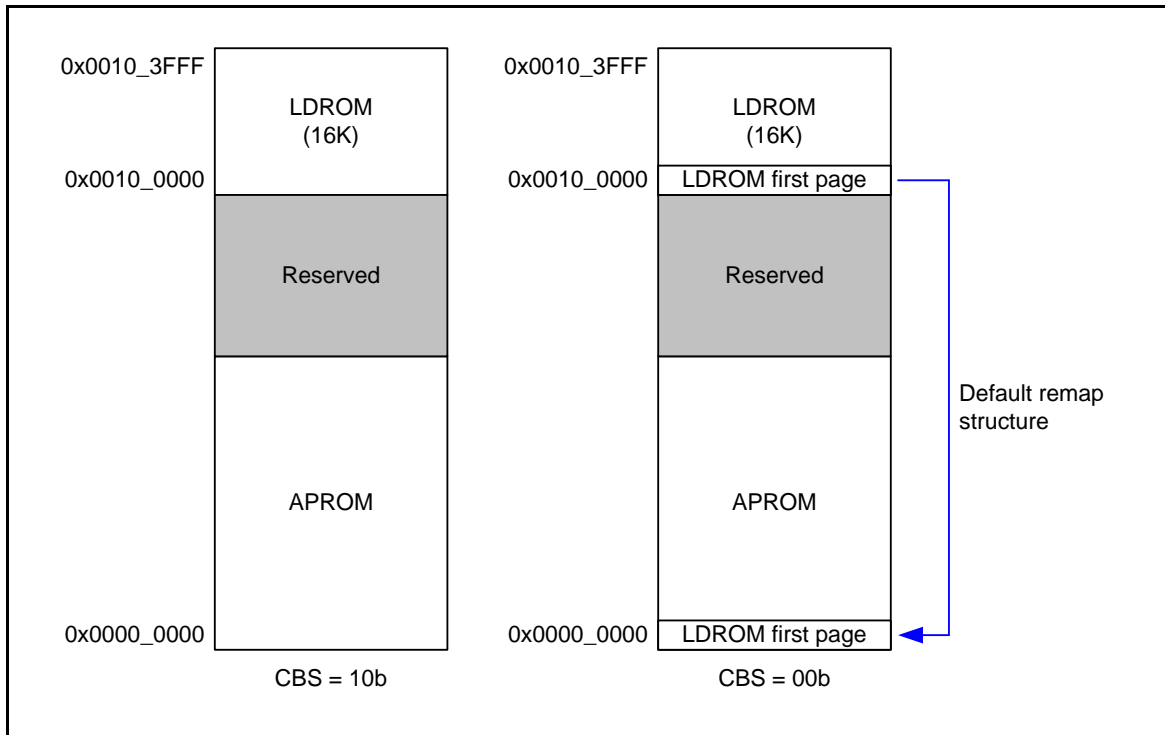 0x0010_3FFF
LDROM
(16K)
0x0010_0000
Reserved
APROM
0x0000_0000
CBS = 10b
0x0010_3FFF
LDROM
(16K)
0x0010_0000
LDROM first page
Reserved
Default remap
structure
APROM
0x0000_0000
LDROM first page
CBS = 00b